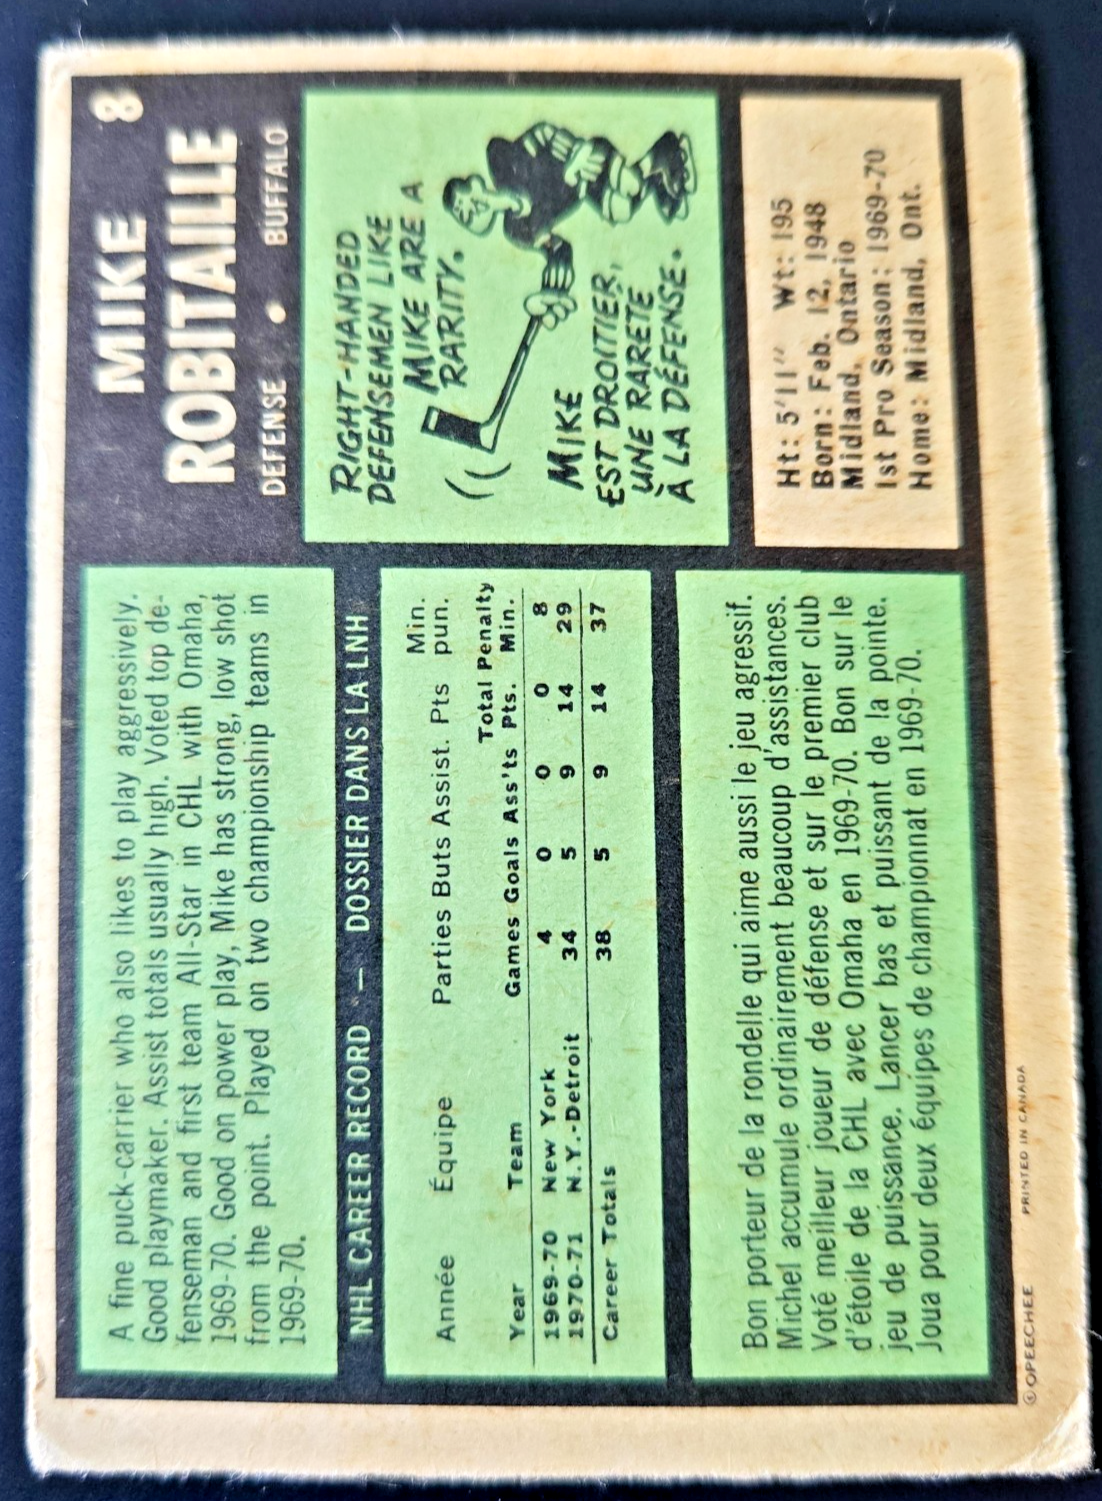 A fine puck-carrier who also likes to play aggressively.
Good playmaker. Assist totals usually high. Voted top de-
fenseman and first team All-Star in CHL with Omaha,
1969-70. Good on power play, Mike has strong, low shot
from the point. Played on two championship teams in
1969-70.
MIKE 8
ROBITAILLE
DEFENSE • BUFFALO
NHL CAREER RECORD — DOSSIER DANS LA LNH
Min.
Année Équipe Parties Buts Assist. Pts pun.
Total Penalty
Year Team Games Goals Ass'ts Pts. Min.
1969-70 New York 4 0 0 0 8
1970-71 N.Y.-Detroit 34 5 9 14 29
Career Totals 38 5 9 14 37
RIGHT-HANDED
DEFENSEMEN LIKE
MIKE ARE A
RARITY.
MIKE
EST DROITIER,
UNE RARETÉ
À LA DÉFENSE.
Bon porteur de la rondelle qui aime aussi le jeu agressif.
Michel accumule ordinairement beaucoup d'assistances.
Voté meilleur joueur de défense et sur le premier club
d'étoile de la CHL avec Omaha en 1969-70. Bon sur le
jeu de puissance. Lancer bas et puissant de la pointe.
Joua pour deux équipes de championnat en 1969-70.
Ht: 5'11" Wt: 195
Born: Feb. 12, 1948
Midland, Ontario
1st Pro Season: 1969-70
Home: Midland, Ont.
© OPEECHEE PRINTED IN CANADA